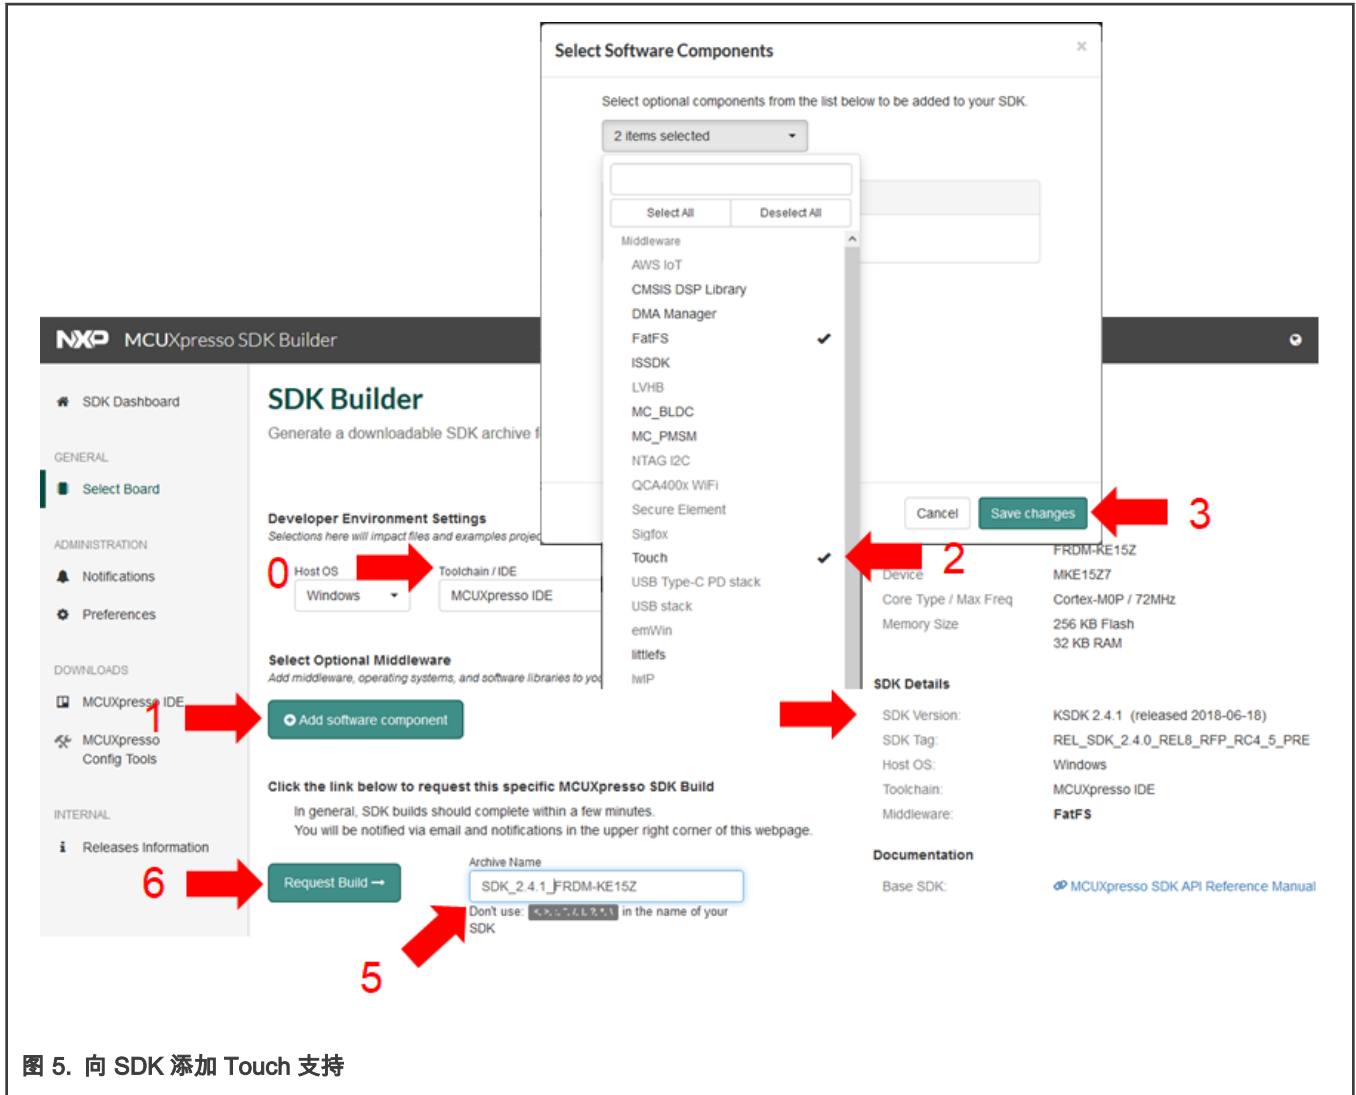 Select Software Components
×
Select optional components from the list below to be added to your SDK.
2 items selected
Select All
Deselect All
Middleware
AWS IoT
CMSIS DSP Library
DMA Manager
FatFS
ISSDK
LVHB
MC_BLDC
MC_PMSM
NTAG I2C
QCA400x WiFi
Secure Element
Sigfox
Touch
USB Type-C PD stack
USB stack
emWin
littlefs
lwIP
Cancel
Save changes
3
2
NXP MCUXpresso SDK Builder
SDK Dashboard
GENERAL
Select Board
ADMINISTRATION
Notifications
Preferences
DOWNLOADS
MCUXpresso IDE
MCUXpresso
Config Tools
INTERNAL
Releases Information
SDK Builder
Generate a downloadable SDK archive f
Developer Environment Settings
Selections here will impact files and examples projec
0
Host OS
Toolchain / IDE
Windows
MCUXpresso IDE
Select Optional Middleware
Add middleware, operating systems, and software libraries to you
1
Add software component
Click the link below to request this specific MCUXpresso SDK Build
In general, SDK builds should complete within a few minutes.
You will be notified via email and notifications in the upper right corner of this webpage.
6
Request Build
Archive Name
SDK_2.4.1_FRDM-KE15Z
Don't use: in the name of your
SDK
5
FRDM-KE15Z
Device
MKE15Z7
Core Type / Max Freq
Cortex-M0P / 72MHz
Memory Size
256 KB Flash
32 KB RAM
SDK Details
SDK Version:
KSDK 2.4.1 (released 2018-06-18)
SDK Tag:
REL_SDK_2.4.0_REL8_RFP_RC4_5_PRE
Host OS:
Windows
Toolchain:
MCUXpresso IDE
Middleware:
FatFS
Documentation
Base SDK:
MCUXpresso SDK API Reference Manual
图 5. 向 SDK 添加 Touch 支持